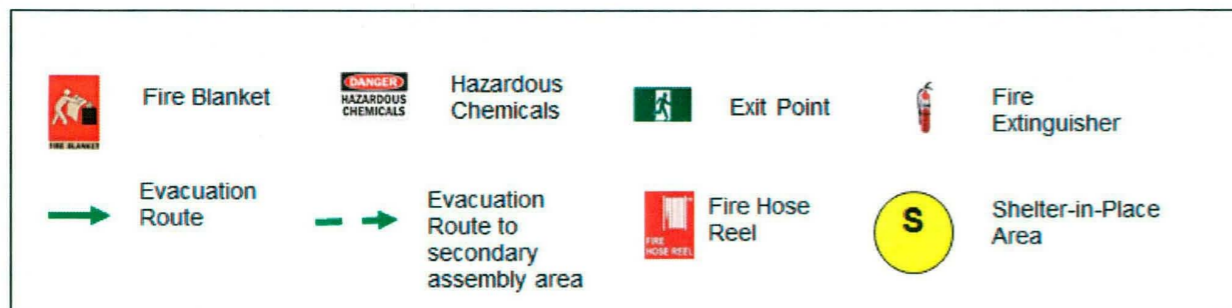 FIRE BLANKET
Fire Blanket
DANGER
HAZARDOUS
CHEMICALS
Hazardous
Chemicals
Exit Point
Fire
Extinguisher
Evacuation
Route
Evacuation
Route to
secondary
assembly area
FIRE
HOSE REEL
Fire Hose
Reel
S
Shelter-in-Place
Area